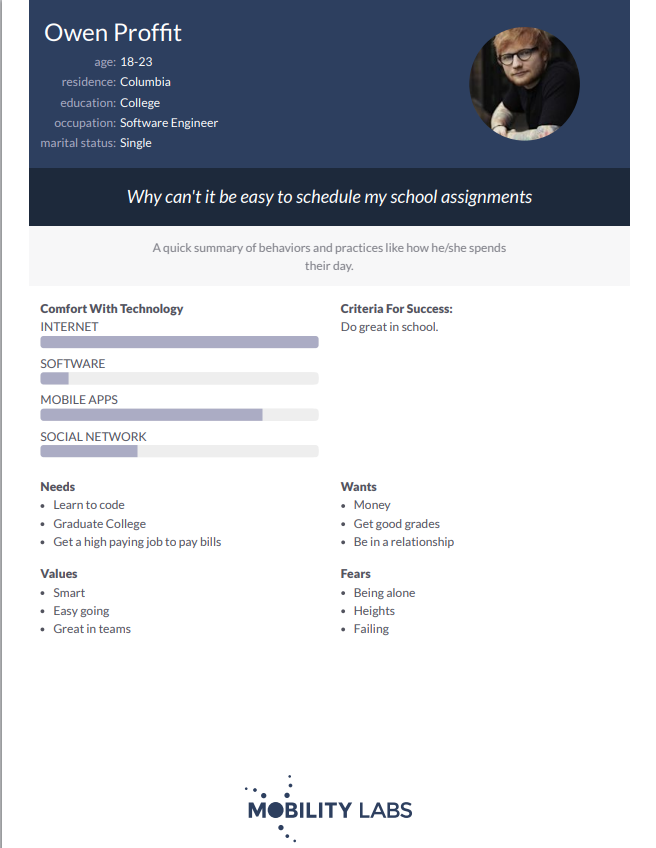 Owen Proffit
age: 18-23
residence: Columbia
education: College
occupation: Software Engineer
marital status: Single
Why can't it be easy to schedule my school assignments
A quick summary of behaviors and practices like how he/she spends
their day.
Comfort With Technology
INTERNET
SOFTWARE
MOBILE APPS
SOCIAL NETWORK
Criteria For Success:
Do great in school.
Needs
• Learn to code
• Graduate College
• Get a high paying job to pay bills
Wants
• Money
• Get good grades
• Be in a relationship
Values
• Smart
• Easy going
• Great in teams
Fears
• Being alone
• Heights
• Failing
MOBILITY LABS